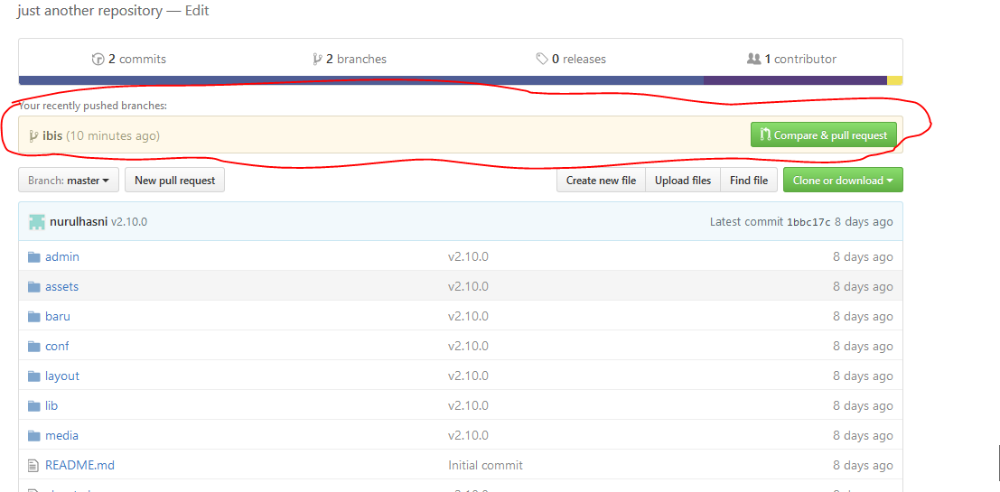 just another repository — Edit
2 commits 2 branches 0 releases 1 contributor
Your recently pushed branches:
ibis (10 minutes ago) Compare & pull request
Branch: master New pull request Create new file Upload files Find file Clone or download
nurulhasni v2.10.0 Latest commit 1bbc17c 8 days ago
admin v2.10.0 8 days ago
assets v2.10.0 8 days ago
baru v2.10.0 8 days ago
conf v2.10.0 8 days ago
layout v2.10.0 8 days ago
lib v2.10.0 8 days ago
media v2.10.0 8 days ago
README.md Initial commit 8 days ago